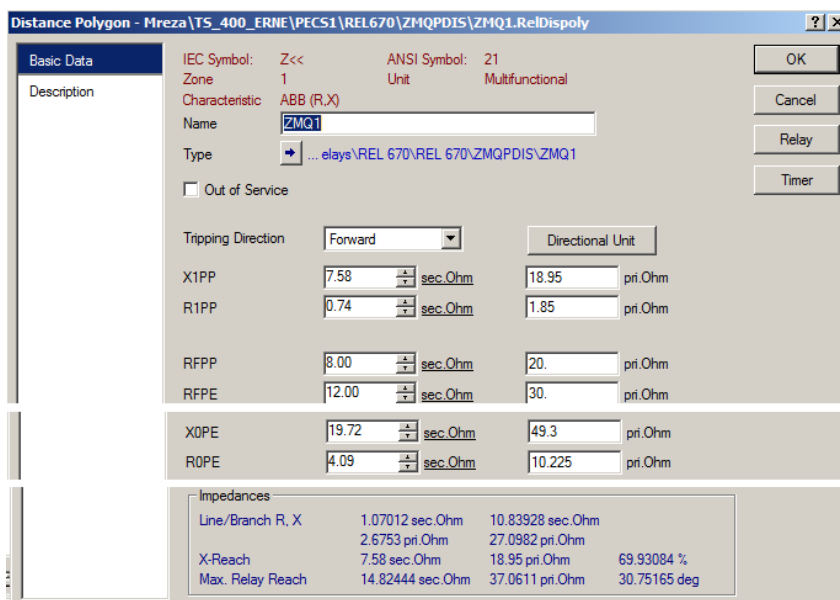 Distance Polygon - Mreza\TS_400_ERNE\PECS1\REL670\ZMQPDIS\ZMQ1.RelDispoly
Basic Data
Description
IEC Symbol: Z<< ANSI Symbol: 21
Zone 1 Unit Multifunctional
Characteristic ABB (R,X)
Name ZMQ1
Type ... elays\REL 670\REL 670\ZMQPDIS\ZMQ1
Out of Service
Tripping Direction Forward Directional Unit
X1PP 7.58 sec.Ohm 18.95 pri.Ohm
R1PP 0.74 sec.Ohm 1.85 pri.Ohm
RFPP 8.00 sec.Ohm 20. pri.Ohm
RFPE 12.00 sec.Ohm 30. pri.Ohm
X0PE 19.72 sec.Ohm 49.3 pri.Ohm
R0PE 4.09 sec.Ohm 10.225 pri.Ohm
Impedances
Line/Branch R, X 1.07012 sec.Ohm 10.83928 sec.Ohm
2.6753 pri.Ohm 27.0982 pri.Ohm
X-Reach 7.58 sec.Ohm 18.95 pri.Ohm 69.93084 %
Max. Relay Reach 14.82444 sec.Ohm 37.0611 pri.Ohm 30.75165 deg
OK
Cancel
Relay
Timer